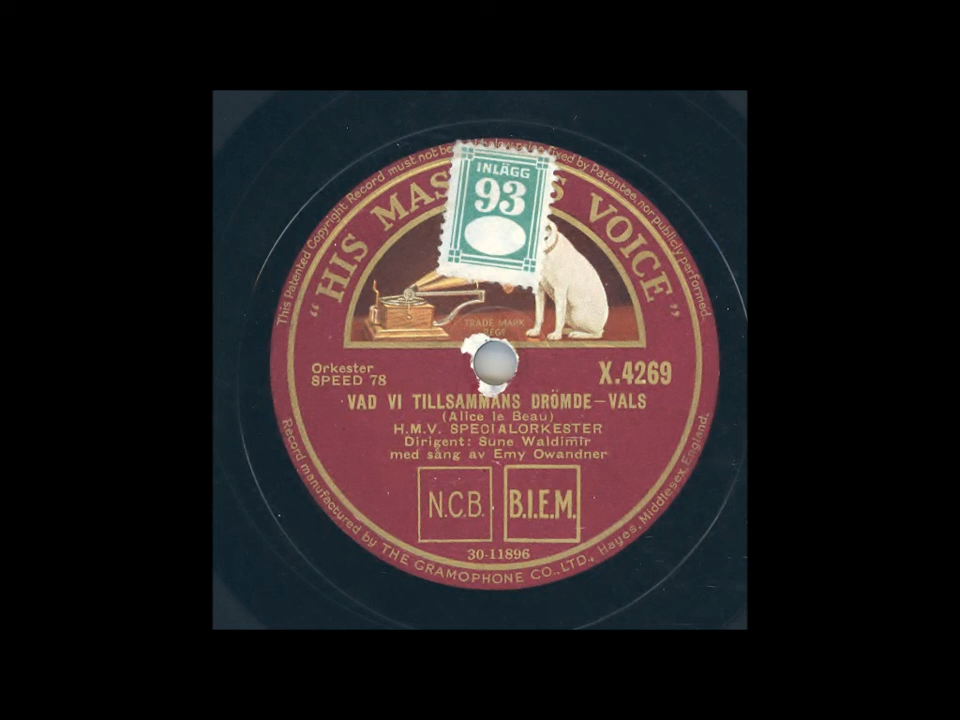 This Patented Copyright Record must not be
ed by Patentee, nor publicly performed.
"HIS MAS S VOICE"
INLÄGG
93
TRADE MARK
REGD
Orkester
SPEED 78
X.4269
VAD VI TILLSAMMANS DRÖMDE–VALS
(Alice le Beau)
H.M.V. SPECIALORKESTER
Dirigent: Sune Waldimir
med sång av Emy Owandner
N.C.B.
B.I.E.M.
30-11896
Record manufactured by THE GRAMOPHONE CO., LTD., Hayes, Middlesex, England.